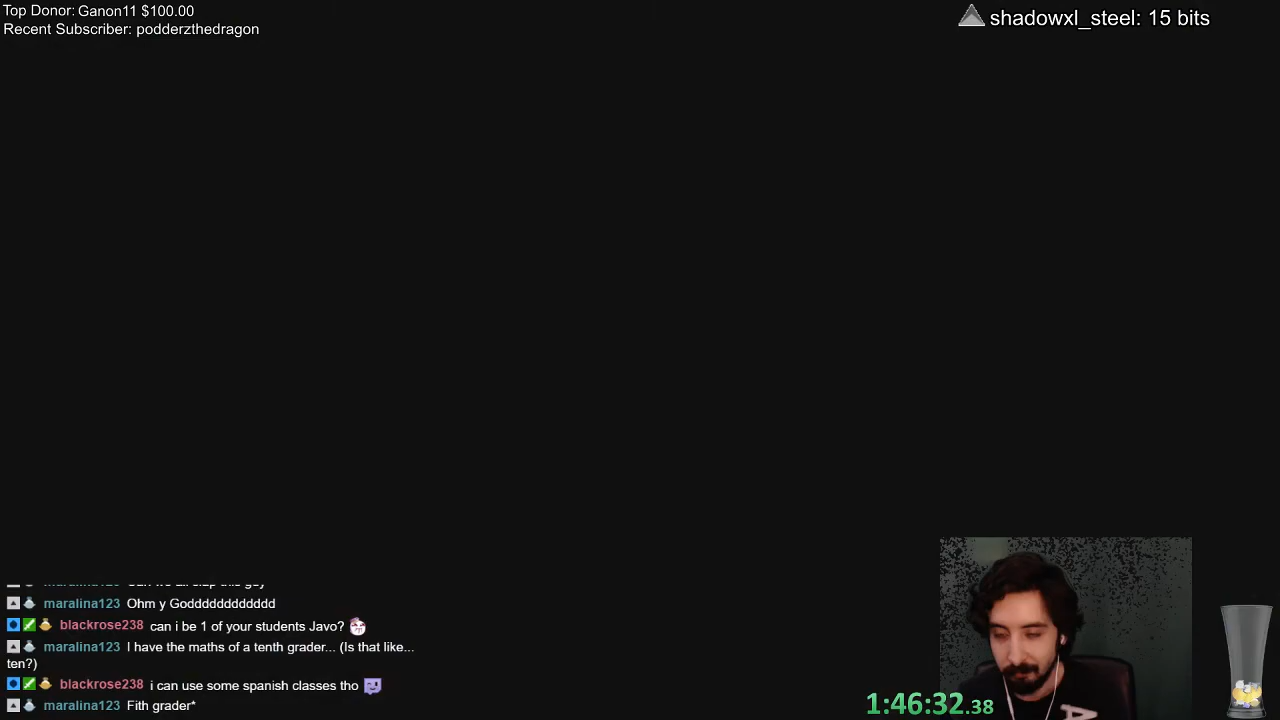 Top Donor: Ganon11 $100.00
Recent Subscriber: podderzthedragon
shadowxl_steel: 15 bits
maralina123 Ohm y Godddddddddddd
blackrose238 can i be 1 of your students Javo?
maralina123 I have the maths of a tenth grader... (Is that like...
ten?)
blackrose238 i can use some spanish classes tho
maralina123 Fith grader*
1:46:32.38